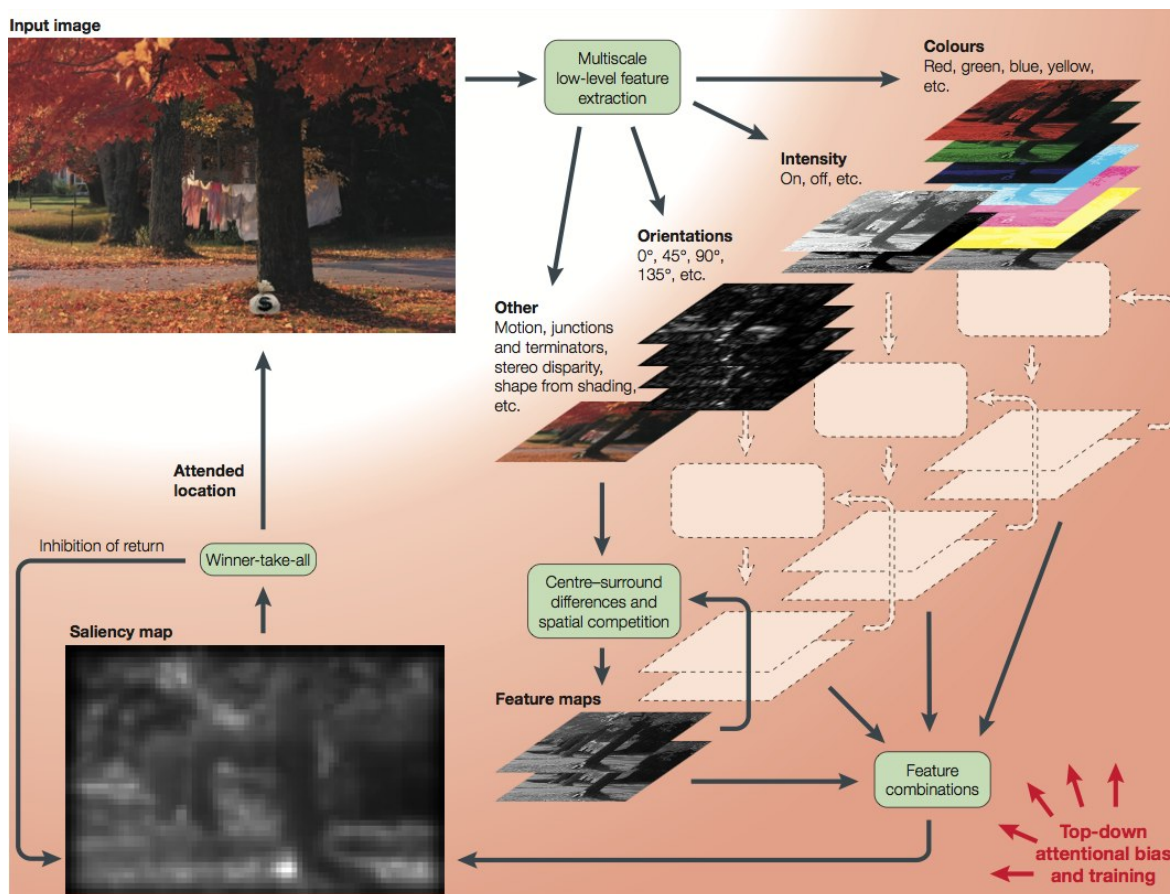 Input image
Multiscale
low-level feature
extraction
Colours
Red, green, blue, yellow,
etc.
Intensity
On, off, etc.
Orientations
0°, 45°, 90°,
135°, etc.
Other
Motion, junctions
and terminators,
stereo disparity,
shape from shading,
etc.
S
Attended
location
Inhibition of return
Winner-take-all
Centre–surround
differences and
spatial competition
Saliency map
Feature maps
Feature
combinations
Top-down
attentional bias
and training